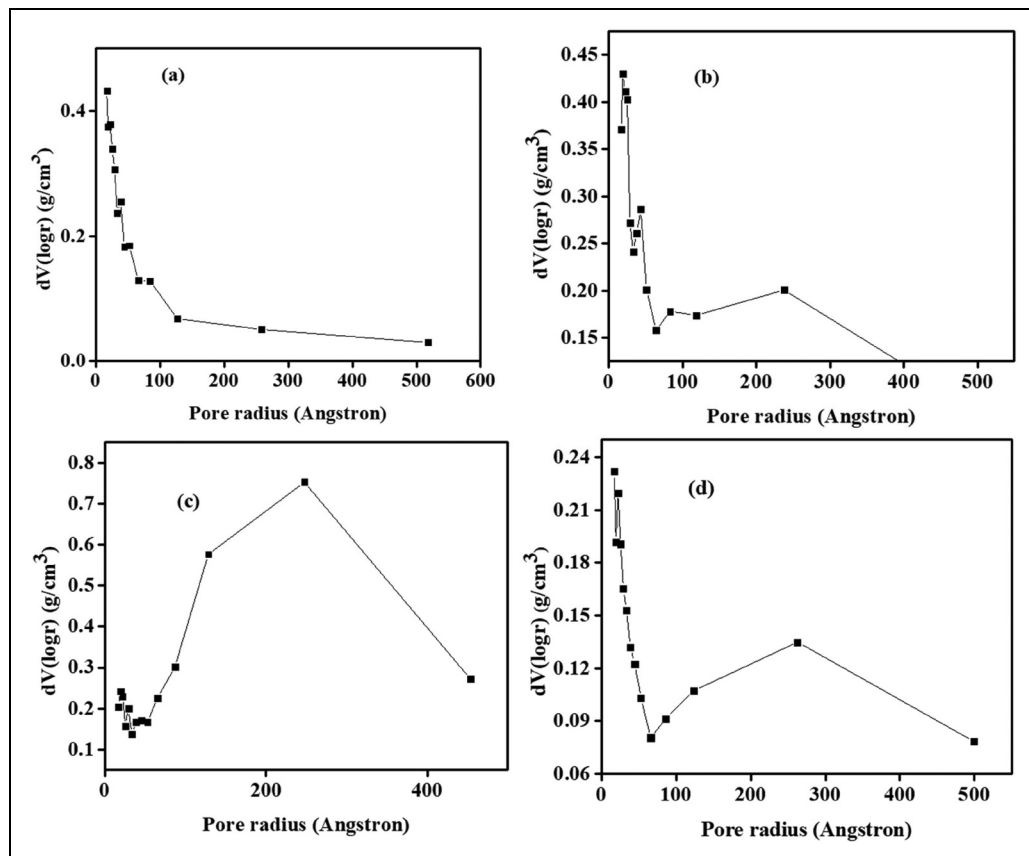 (a)
dV(logr) (g/cm³)
0.4
0.2
0.0
0 100 200 300 400 500 600
Pore radius (Angstron)
(b)
dV(logr) (g/cm³)
0.45
0.40
0.35
0.30
0.25
0.20
0.15
0 100 200 300 400 500
Pore radius (Angstron)
(c)
dV(logr) (g/cm³)
0.8
0.7
0.6
0.5
0.4
0.3
0.2
0.1
0 200 400
Pore radius (Angstron)
(d)
dV(logr) (g/cm³)
0.24
0.21
0.18
0.15
0.12
0.09
0.06
0 100 200 300 400 500
Pore radius (Angstron)